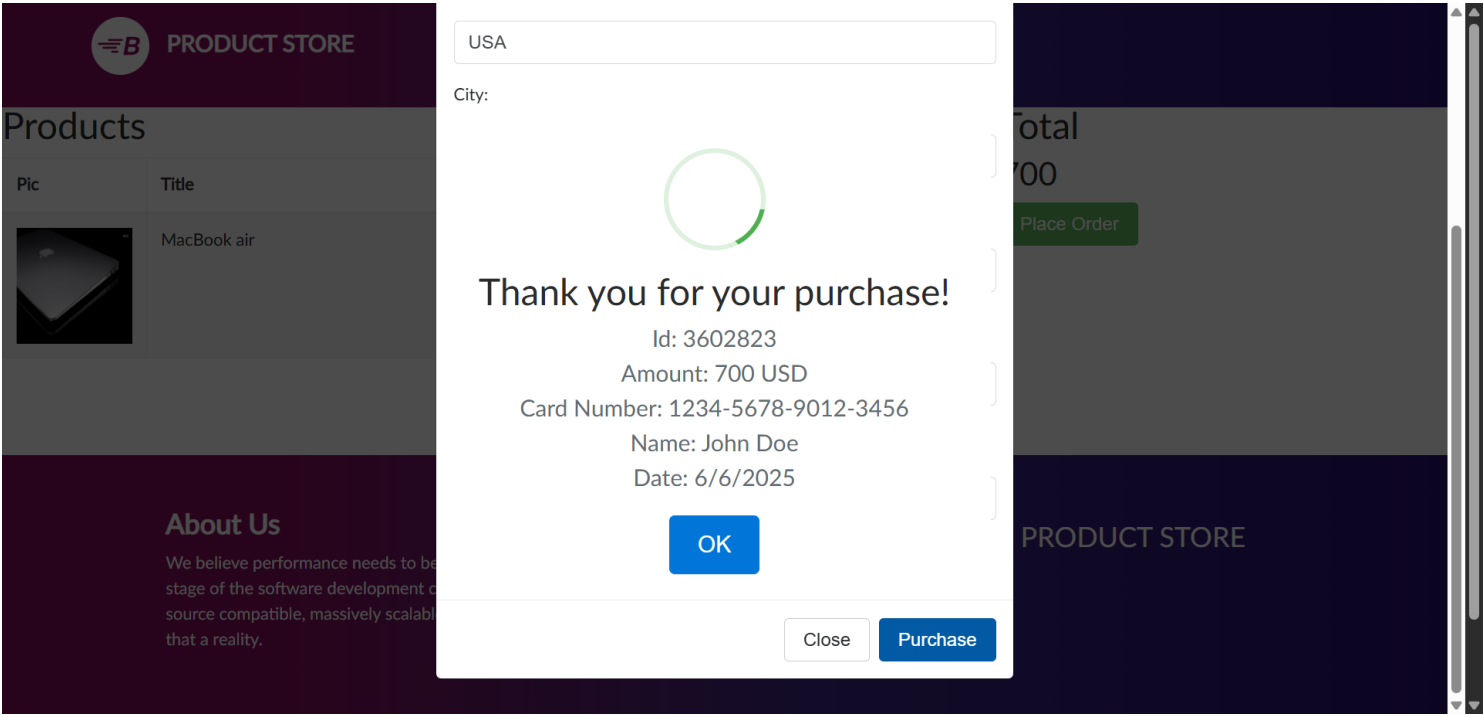 B PRODUCT STORE
USA
City:
Products
Total
700
Pic
Title
Place Order
MacBook air
Thank you for your purchase!
Id: 3602823
Amount: 700 USD
Card Number: 1234-5678-9012-3456
Name: John Doe
Date: 6/6/2025
OK
About Us
We believe performance needs to be
stage of the software development
source compatible, massively
that a reality.
PRODUCT STORE
Close
Purchase